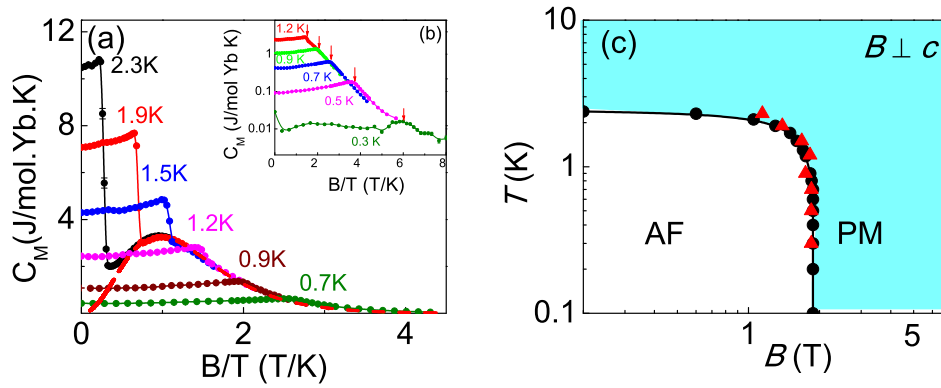 (a)
12
8
4
0
C_M(J/mol.Yb.K)
2.3K
1.9K
1.5K
1.2K
0.9K
0.7K
0 2 4
B/T (T/K)
(b)
1
0.1
0.01
C_M (J/mol Yb K)
1.2 K
0.9 K
0.7 K
0.5 K
0.3 K
0 2 4 6 8
B/T (T/K)
(c)
B ⊥ c
10
1
0.1
T(K)
AF
PM
1 5
B (T)